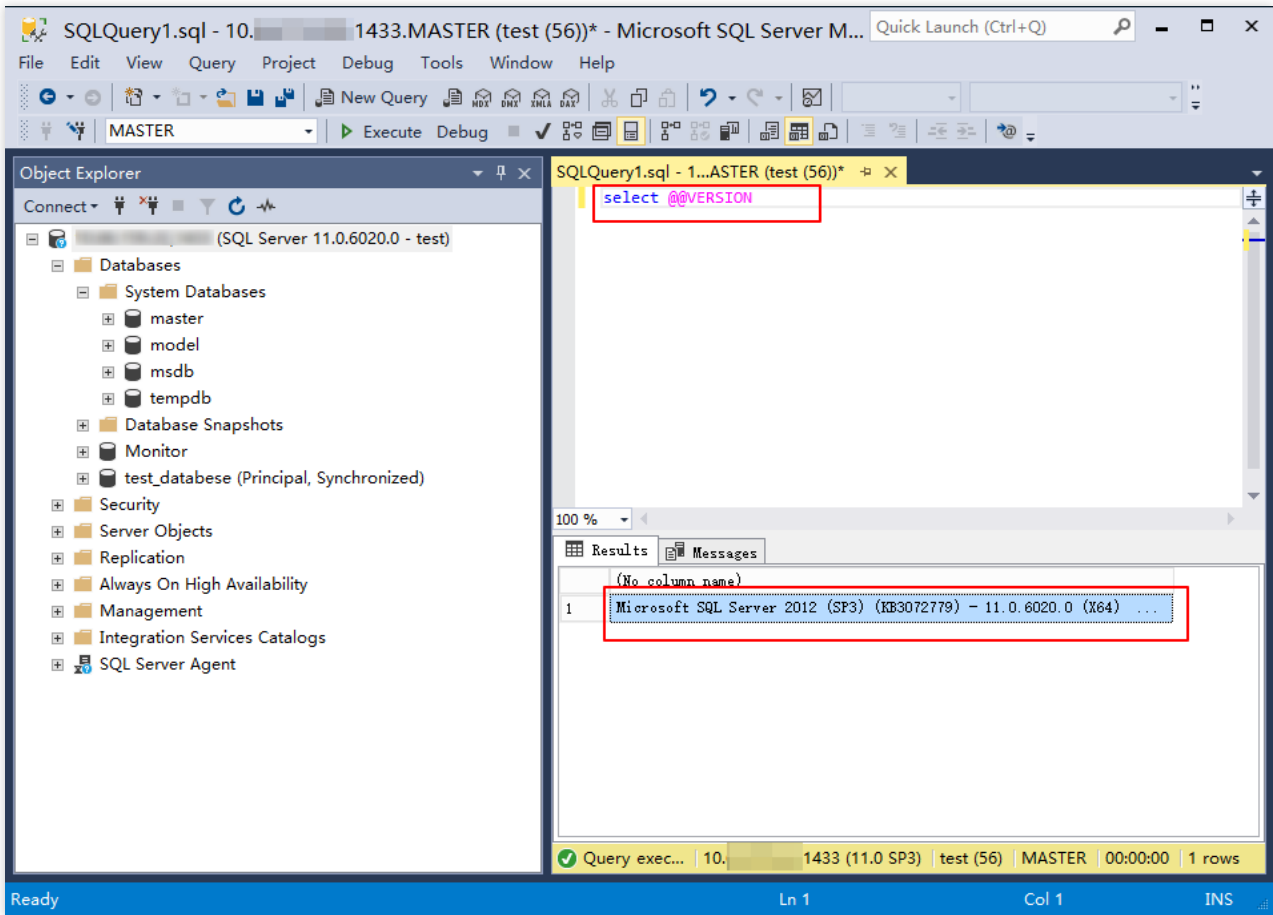 SQLQuery1.sql - 10. 1433.MASTER (test (56))* - Microsoft SQL Server M... Quick Launch (Ctrl+Q)
File Edit View Query Project Debug Tools Window Help
New Query MDX DMX XMLA DAX
MASTER Execute Debug
Object Explorer
Connect
(SQL Server 11.0.6020.0 - test)
Databases
System Databases
master
model
msdb
tempdb
Database Snapshots
Monitor
test_databese (Principal, Synchronized)
Security
Server Objects
Replication
Always On High Availability
Management
Integration Services Catalogs
SQL Server Agent
SQLQuery1.sql - 1...ASTER (test (56))*
select @@VERSION
100 %
Results Messages
(No column name)
1 Microsoft SQL Server 2012 (SP3) (KB3072779) - 11.0.6020.0 (X64) ...
Query exec... 10. 1433 (11.0 SP3) test (56) MASTER 00:00:00 1 rows
Ready Ln 1 Col 1 INS